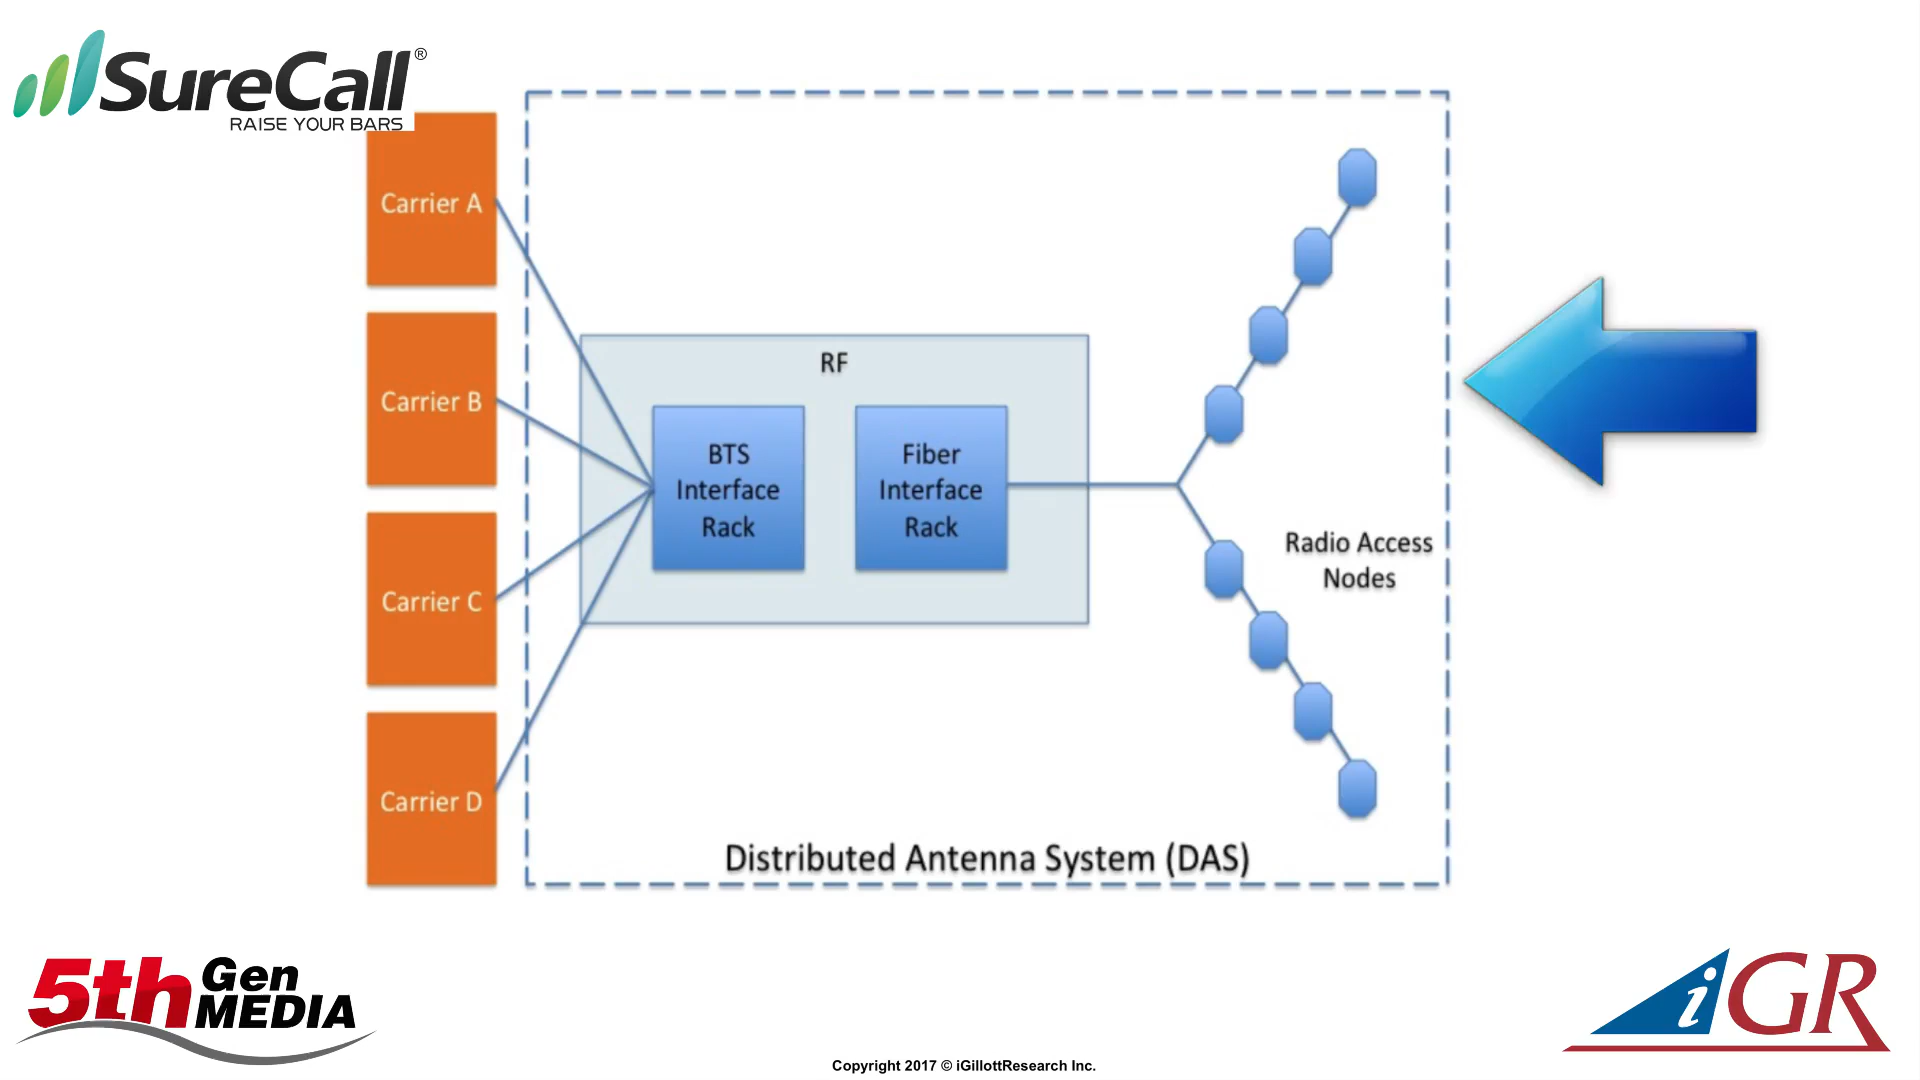 SureCall®
RAISE YOUR BARS
Carrier A
Carrier B
Carrier C
Carrier D
RF
BTS
Interface
Rack
Fiber
Interface
Rack
Radio Access
Nodes
Distributed Antenna System (DAS)
5th Gen
MEDIA
iGR
Copyright 2017 © iGillottResearch Inc.